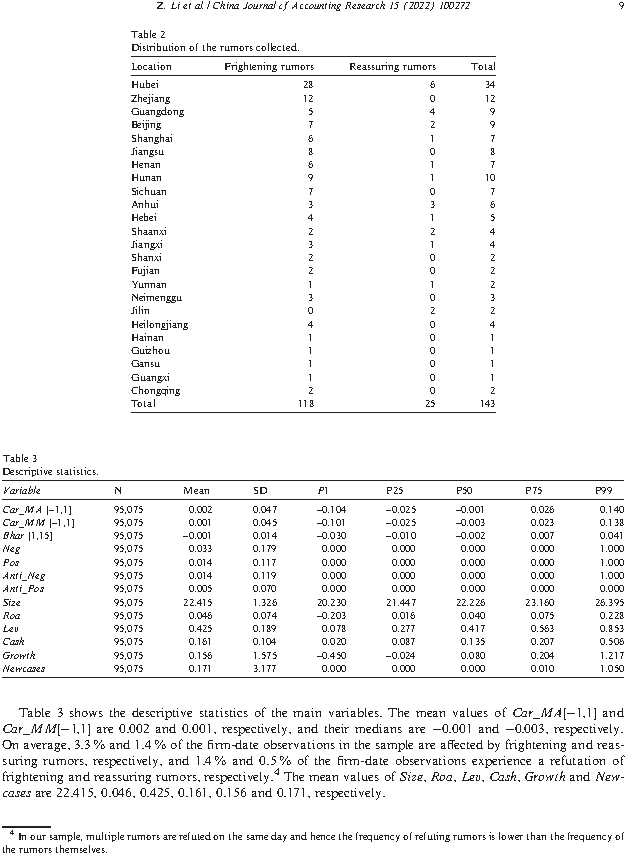 Z. Li et al / China Journal of Accounting Research 15 (2022) 100272 9
Table 2
Distribution of the rumors collected.
Location Frightening rumors Reassuring rumors Total
Hubei 28 6 34
Zhejiang 12 0 12
Guangdong 5 4 9
Beijing 7 2 9
Shanghai 6 1 7
Jiangsu 8 0 8
Henan 6 1 7
Hunan 9 1 10
Sichuan 7 0 7
Anhui 3 3 6
Hebei 4 1 5
Shaanxi 2 2 4
Jiangxi 3 1 4
Shanxi 2 0 2
Fujian 2 0 2
Yunnan 1 1 2
Neimenggu 3 0 3
Jilin 0 2 2
Heilongjiang 4 0 4
Hainan 1 0 1
Guizhou 1 0 1
Gansu 1 0 1
Guangxi 1 0 1
Chongqing 2 0 2
Total 118 25 143
Table 3
Descriptive statistics.
Variable N Mean SD P1 P25 P50 P75 P99
Car_MA [−1,1] 95,075 0.002 0.047 −0.104 −0.025 −0.001 0.026 0.140
Car_MM [−1,1] 95,075 0.001 0.045 −0.101 −0.025 −0.003 0.023 0.138
Bhar [1,15] 95,075 −0.001 0.014 −0.030 −0.010 −0.002 0.007 0.041
Neg 95,075 0.033 0.179 0.000 0.000 0.000 0.000 1.000
Pos 95,075 0.014 0.117 0.000 0.000 0.000 0.000 1.000
Anti_Neg 95,075 0.014 0.119 0.000 0.000 0.000 0.000 1.000
Anti_Pos 95,075 0.005 0.070 0.000 0.000 0.000 0.000 0.000
Size 95,075 22.415 1.326 20.230 21.447 22.226 23.160 26.395
Roa 95,075 0.046 0.074 −0.203 0.016 0.040 0.075 0.228
Lev 95,075 0.425 0.189 0.078 0.277 0.417 0.563 0.853
Cash 95,075 0.161 0.104 0.020 0.087 0.135 0.207 0.506
Growth 95,075 0.156 1.575 −0.450 −0.024 0.080 0.204 1.217
Newcases 95,075 0.171 3.177 0.000 0.000 0.000 0.010 1.050
Table 3 shows the descriptive statistics of the main variables. The mean values of Car_MA[−1,1] and
Car_MM[−1,1] are 0.002 and 0.001, respectively, and their medians are −0.001 and −0.003, respectively.
On average, 3.3 % and 1.4 % of the firm-date observations in the sample are affected by frightening and reas-
suring rumors, respectively, and 1.4 % and 0.5 % of the firm-date observations experience a refutation of
frightening and reassuring rumors, respectively.4 The mean values of Size, Roa, Lev, Cash, Growth and New-
cases are 22.415, 0.046, 0.425, 0.161, 0.156 and 0.171, respectively.
4 In our sample, multiple rumors are refuted on the same day and hence the frequency of refuting rumors is lower than the frequency of
the rumors themselves.